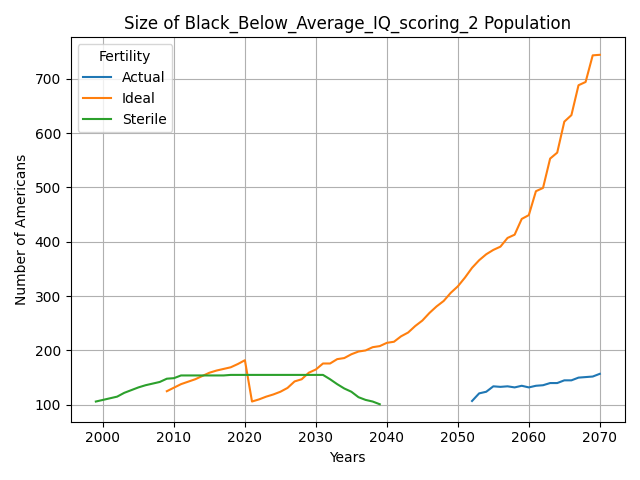 Size of Black_Below_Average_IQ_scoring_2 Population
Fertility
Actual
Ideal
Sterile
Number of Americans
700
600
500
400
300
200
100
2000 2010 2020 2030 2040 2050 2060 2070
Years